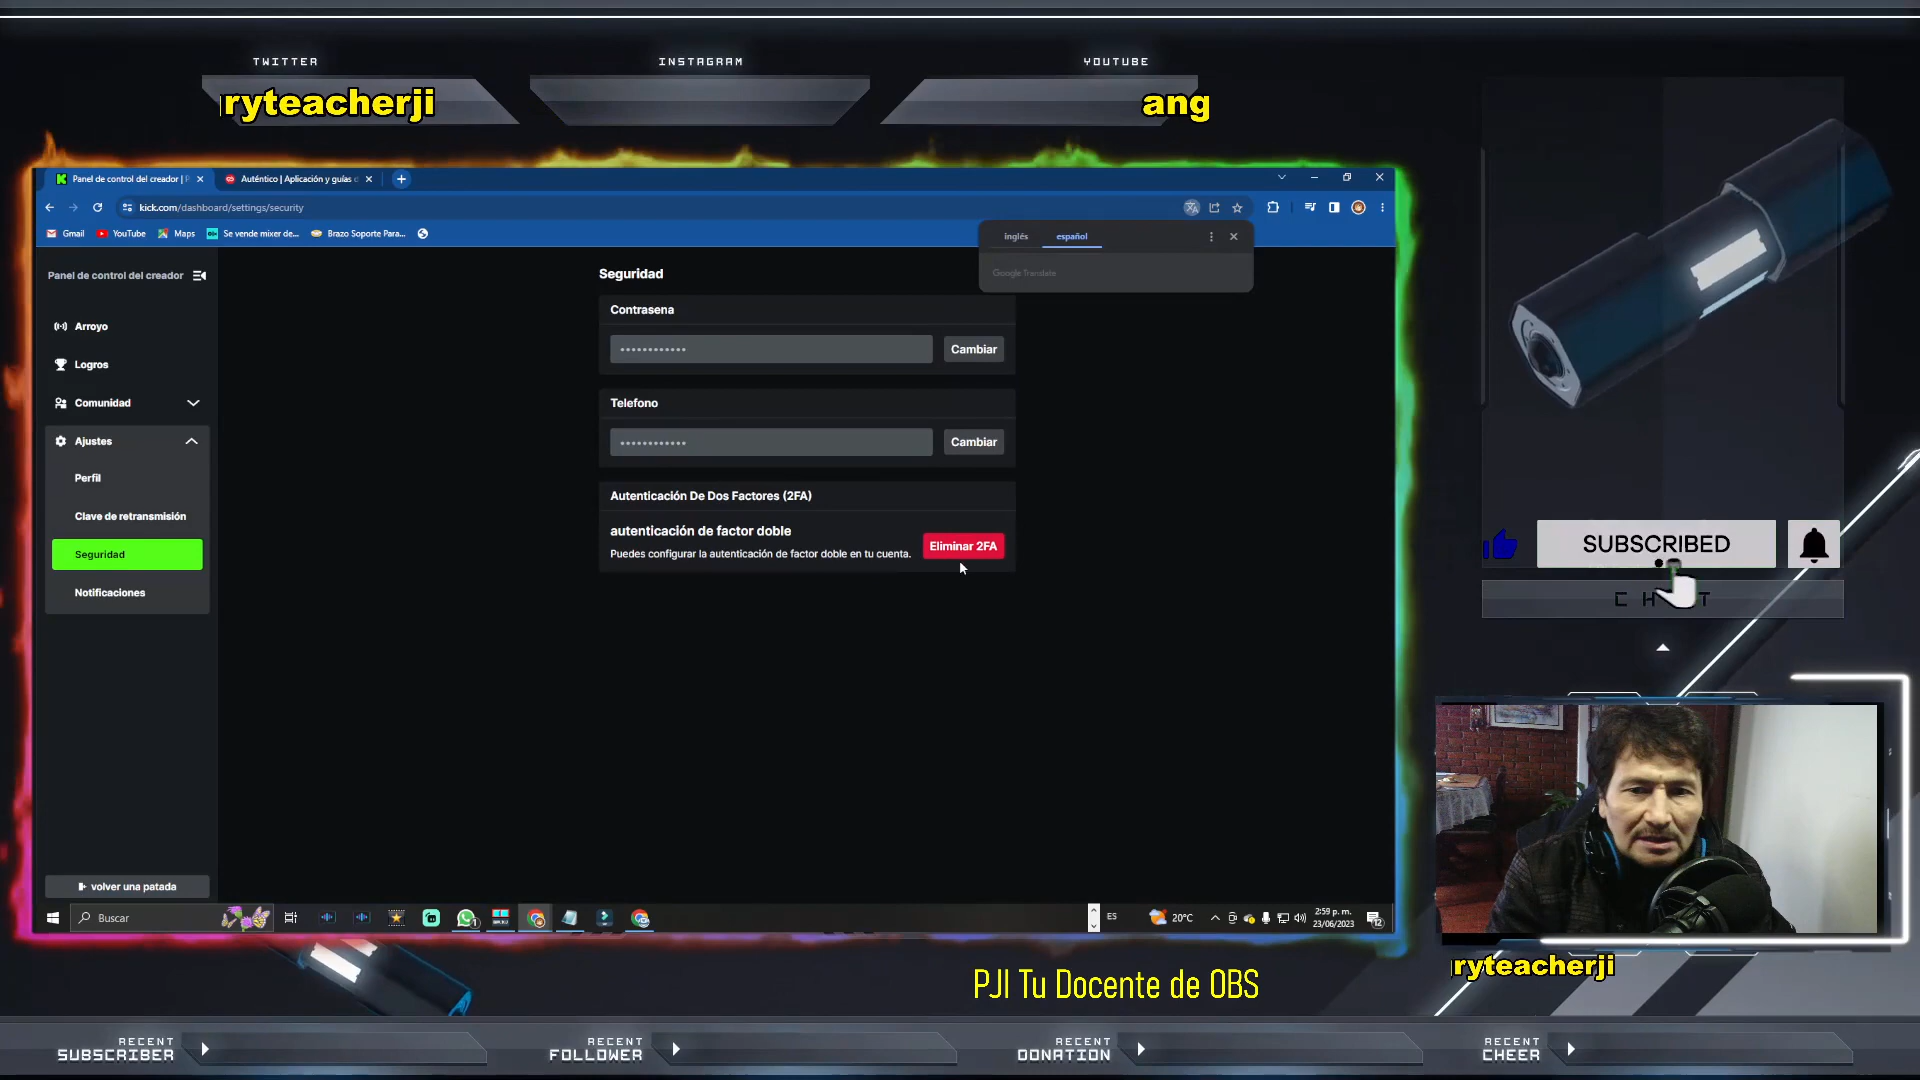 TWITTER
INSTAGRAM
YOUTUBE
ryteacherji
ang
Panel de control del creador | P
Auténtico | Aplicación y guías d
kick.com/dashboard/settings/security
Gmail
YouTube
Maps
Se vende mixer de...
Brazo Soporte Para...
inglés
español
Google Translate
Panel de control del creador
Arroyo
Logros
Comunidad
Ajustes
Perfil
Clave de retransmisión
Seguridad
Notificaciones
volver una patada
Seguridad
Contrasena
Cambiar
Telefono
Cambiar
Autenticación De Dos Factores (2FA)
autenticación de factor doble
Puedes configurar la autenticación de factor doble en tu cuenta.
Eliminar 2FA
SUBSCRIBED
Buscar
ES
20°C
2:59 p. m.
23/06/2023
12
ryteacherji
PJI Tu Docente de OBS
RECENT
SUBSCRIBER
RECENT
FOLLOWER
RECENT
DONATION
RECENT
CHEER